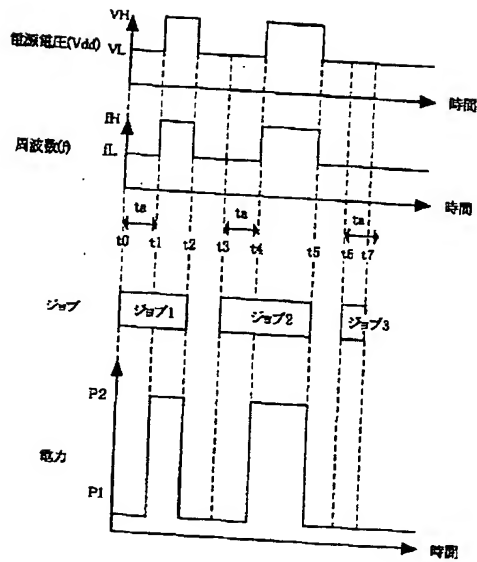 VH
電源電圧(Vdd)
VL
時間
fH
周波数(f)
fL
時間
ta
ta
ta
t0 t1 t2 t3 t4 t5 t6 t7
ジョブ
ジョブ1
ジョブ2
ジョブ3
P2
電力
P1
時間